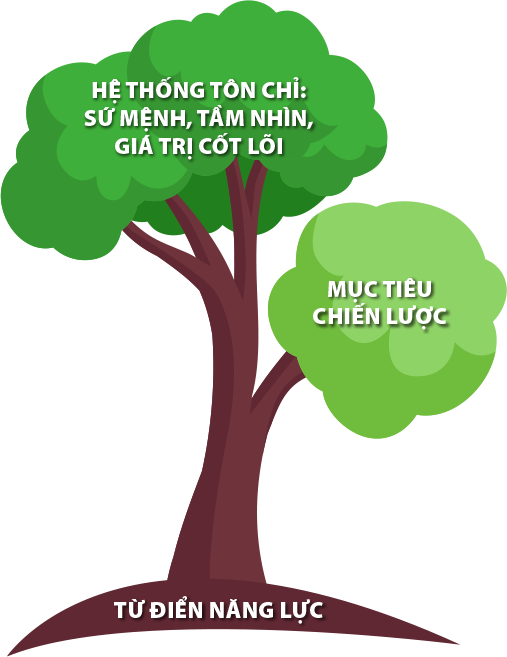 HỆ THỐNG TÔN CHỈ:
SỨ MỆNH, TẦM NHÌN,
GIÁ TRỊ CỐT LÕI
MỤC TIÊU
CHIẾN LƯỢC
TỪ ĐIỂN NĂNG LỰC